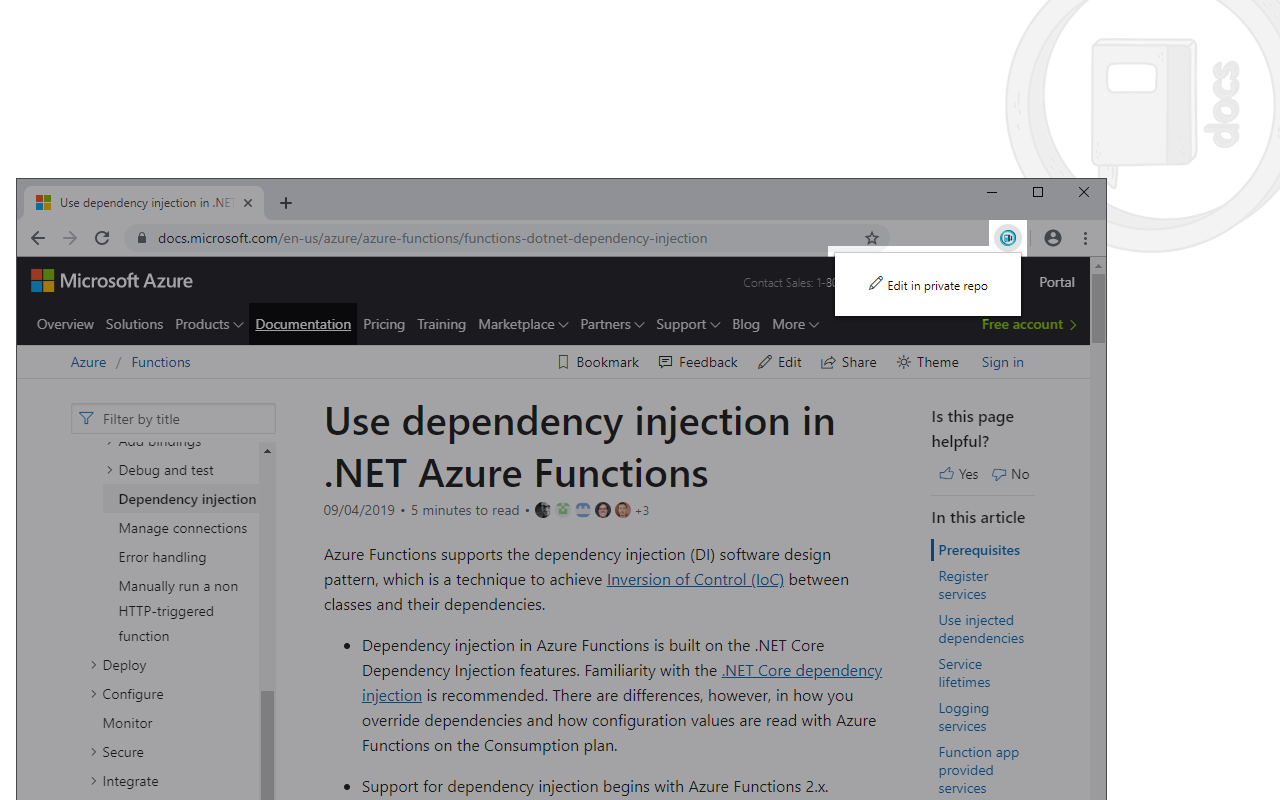 docs
Use dependency injection in .NET
docs.microsoft.com/en-us/azure/azure-functions/functions-dotnet-dependency-injection
Edit in private repo
Microsoft Azure
Contact Sales: 1-80
Portal
Overview Solutions Products Documentation Pricing Training Marketplace Partners Support Blog More Free account
Azure / Functions
Bookmark Feedback Edit Share Theme Sign in
Filter by title
Add bindings
Debug and test
Dependency injection
Manage connections
Error handling
Manually run a non
HTTP-triggered
function
Deploy
Configure
Monitor
Secure
Integrate
Use dependency injection in
.NET Azure Functions
09/04/2019 • 5 minutes to read • +3
Azure Functions supports the dependency injection (DI) software design
pattern, which is a technique to achieve Inversion of Control (IoC) between
classes and their dependencies.
• Dependency injection in Azure Functions is built on the .NET Core
Dependency Injection features. Familiarity with the .NET Core dependency
injection is recommended. There are differences, however, in how you
override dependencies and how configuration values are read with Azure
Functions on the Consumption plan.
• Support for dependency injection begins with Azure Functions 2.x.
Is this page
helpful?
Yes No
In this article
Prerequisites
Register
services
Use injected
dependencies
Service
lifetimes
Logging
services
Function app
provided
services